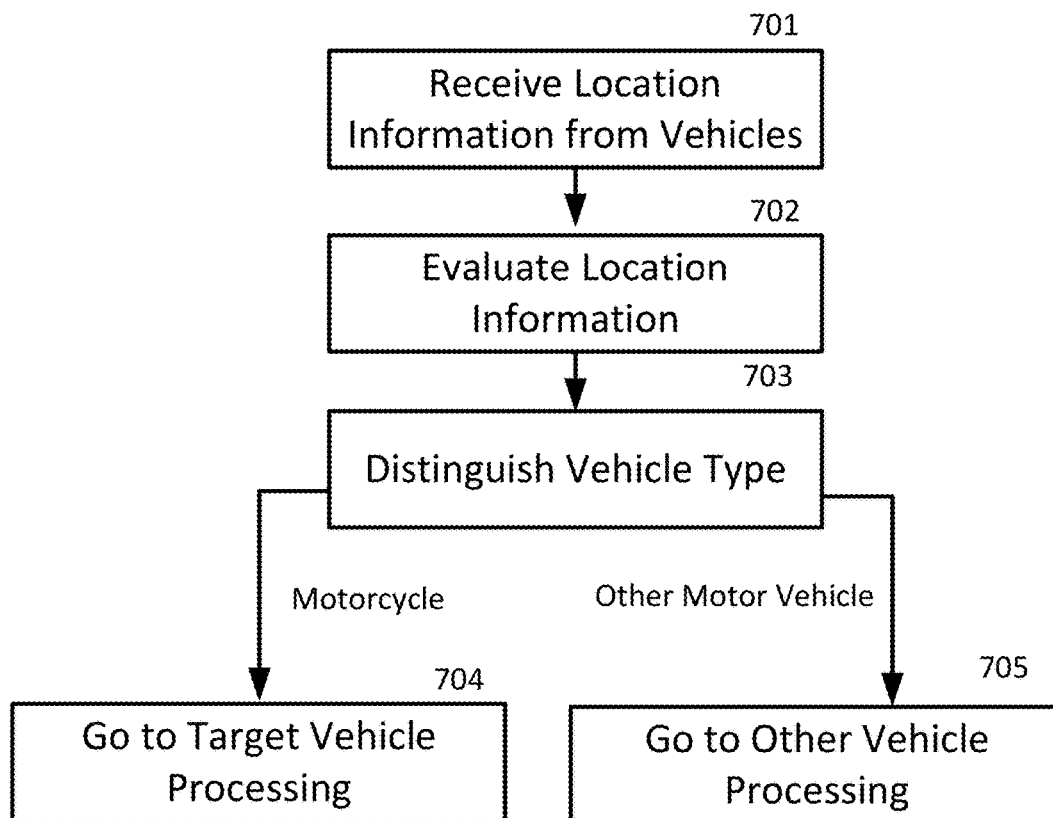 701
Receive Location
Information from Vehicles
702
Evaluate Location
Information
703
Distinguish Vehicle Type
Motorcycle
Other Motor Vehicle
704
Go to Target Vehicle
Processing
705
Go to Other Vehicle
Processing